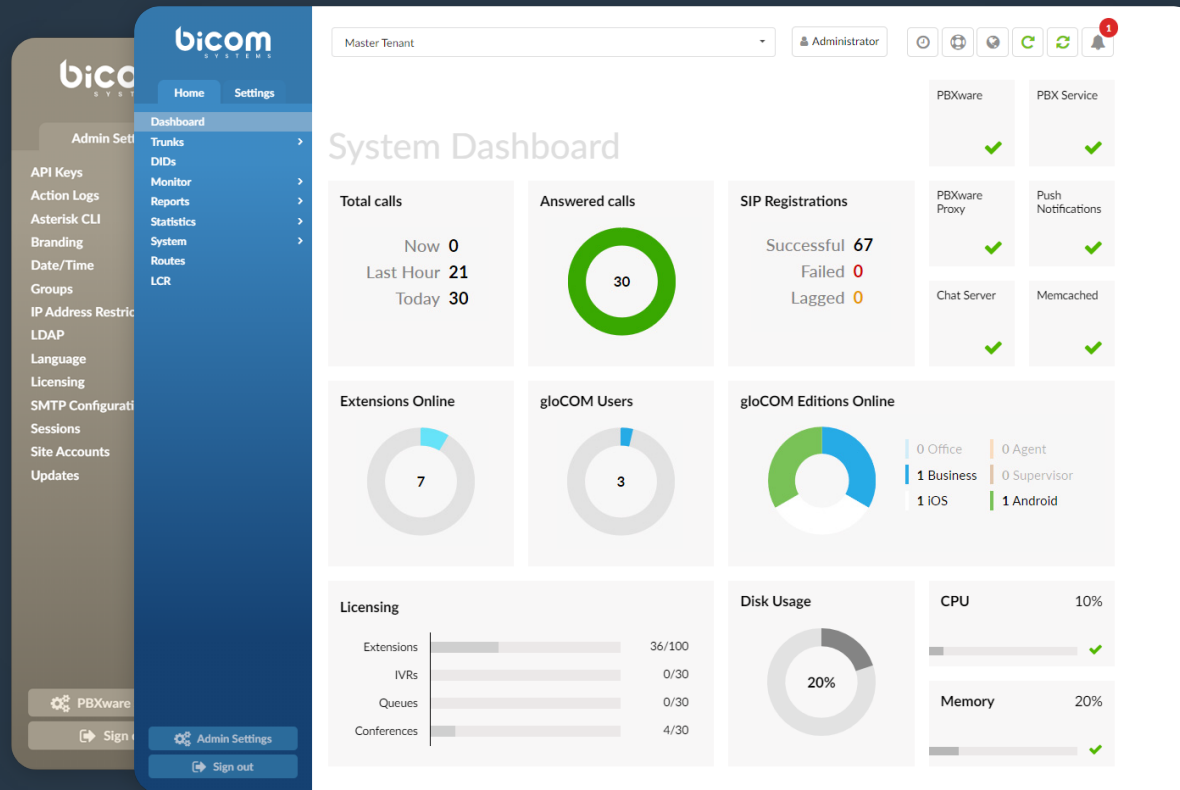 bico
SYST
Admin Sett
API Keys
Action Logs
Asterisk CLI
Branding
Date/Time
Groups
IP Address Restric
LDAP
Language
Licensing
SMTP Configurati
Sessions
Site Accounts
Updates
PBXware
Sign
bicom
SYSTEMS
Home Settings
Dashboard
Trunks
DIDs
Monitor
Reports
Statistics
System
Routes
LCR
Admin Settings
Sign out
Master Tenant
Administrator
1
System Dashboard
PBXware
PBX Service
PBXware
Proxy
Push
Notifications
Chat Server
Memcached
Total calls
Now 0
Last Hour 21
Today 30
Answered calls
30
SIP Registrations
Successful 67
Failed 0
Lagged 0
Extensions Online
7
gloCOM Users
3
gloCOM Editions Online
0 Office 0 Agent
1 Business 0 Supervisor
1 iOS 1 Android
Licensing
Extensions 36/100
IVRs 0/30
Queues 0/30
Conferences 4/30
Disk Usage
20%
CPU 10%
Memory 20%